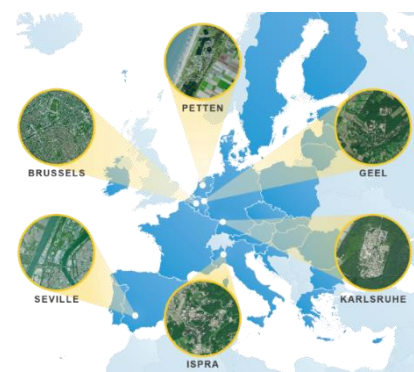 PETTEN
BRUSSELS
GEEL
SEVILLE
KARLSRUHE
ISPRA